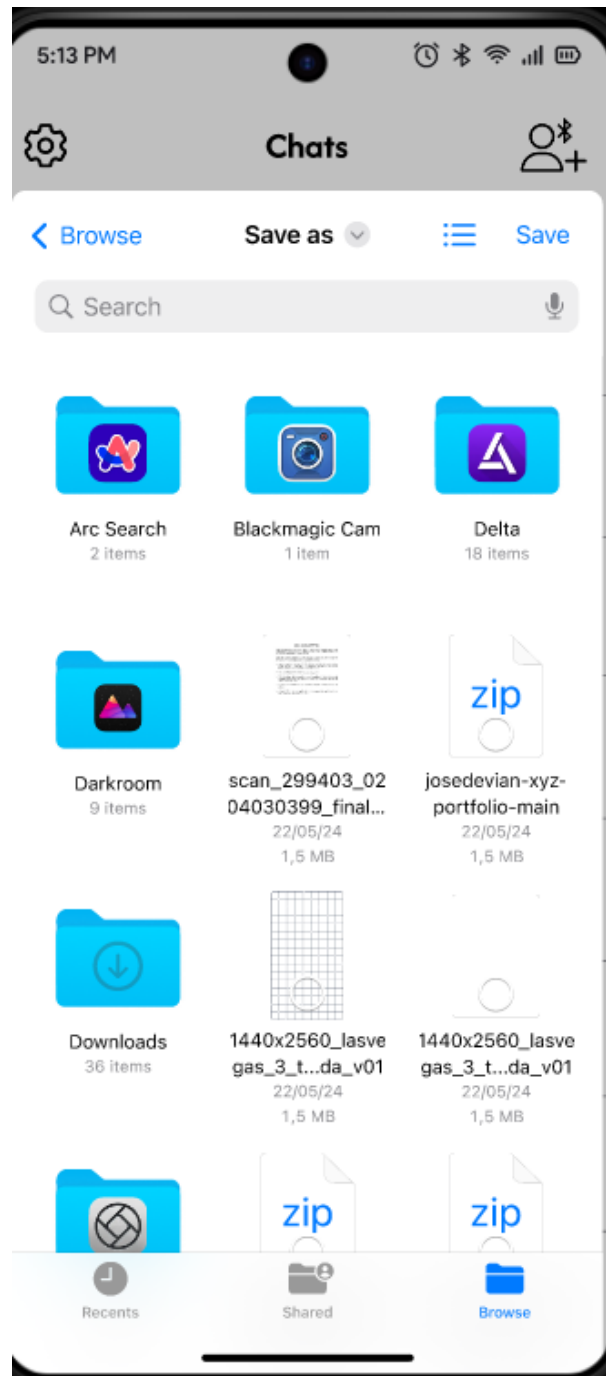 5:13 PM
Chats
Browse
Save as
Save
Search
Arc Search
2 items
Blackmagic Cam
1 item
Delta
18 items
Darkroom
9 items
scan_299403_02
04030399_final...
22/05/24
1,5 MB
zip
josedevian-xyz-
portfolio-main
22/05/24
1,5 MB
Downloads
36 items
1440x2560_lasve
gas_3_t...da_v01
22/05/24
1,5 MB
1440x2560_lasve
gas_3_t...da_v01
22/05/24
1,5 MB
zip
zip
Recents
Shared
Browse